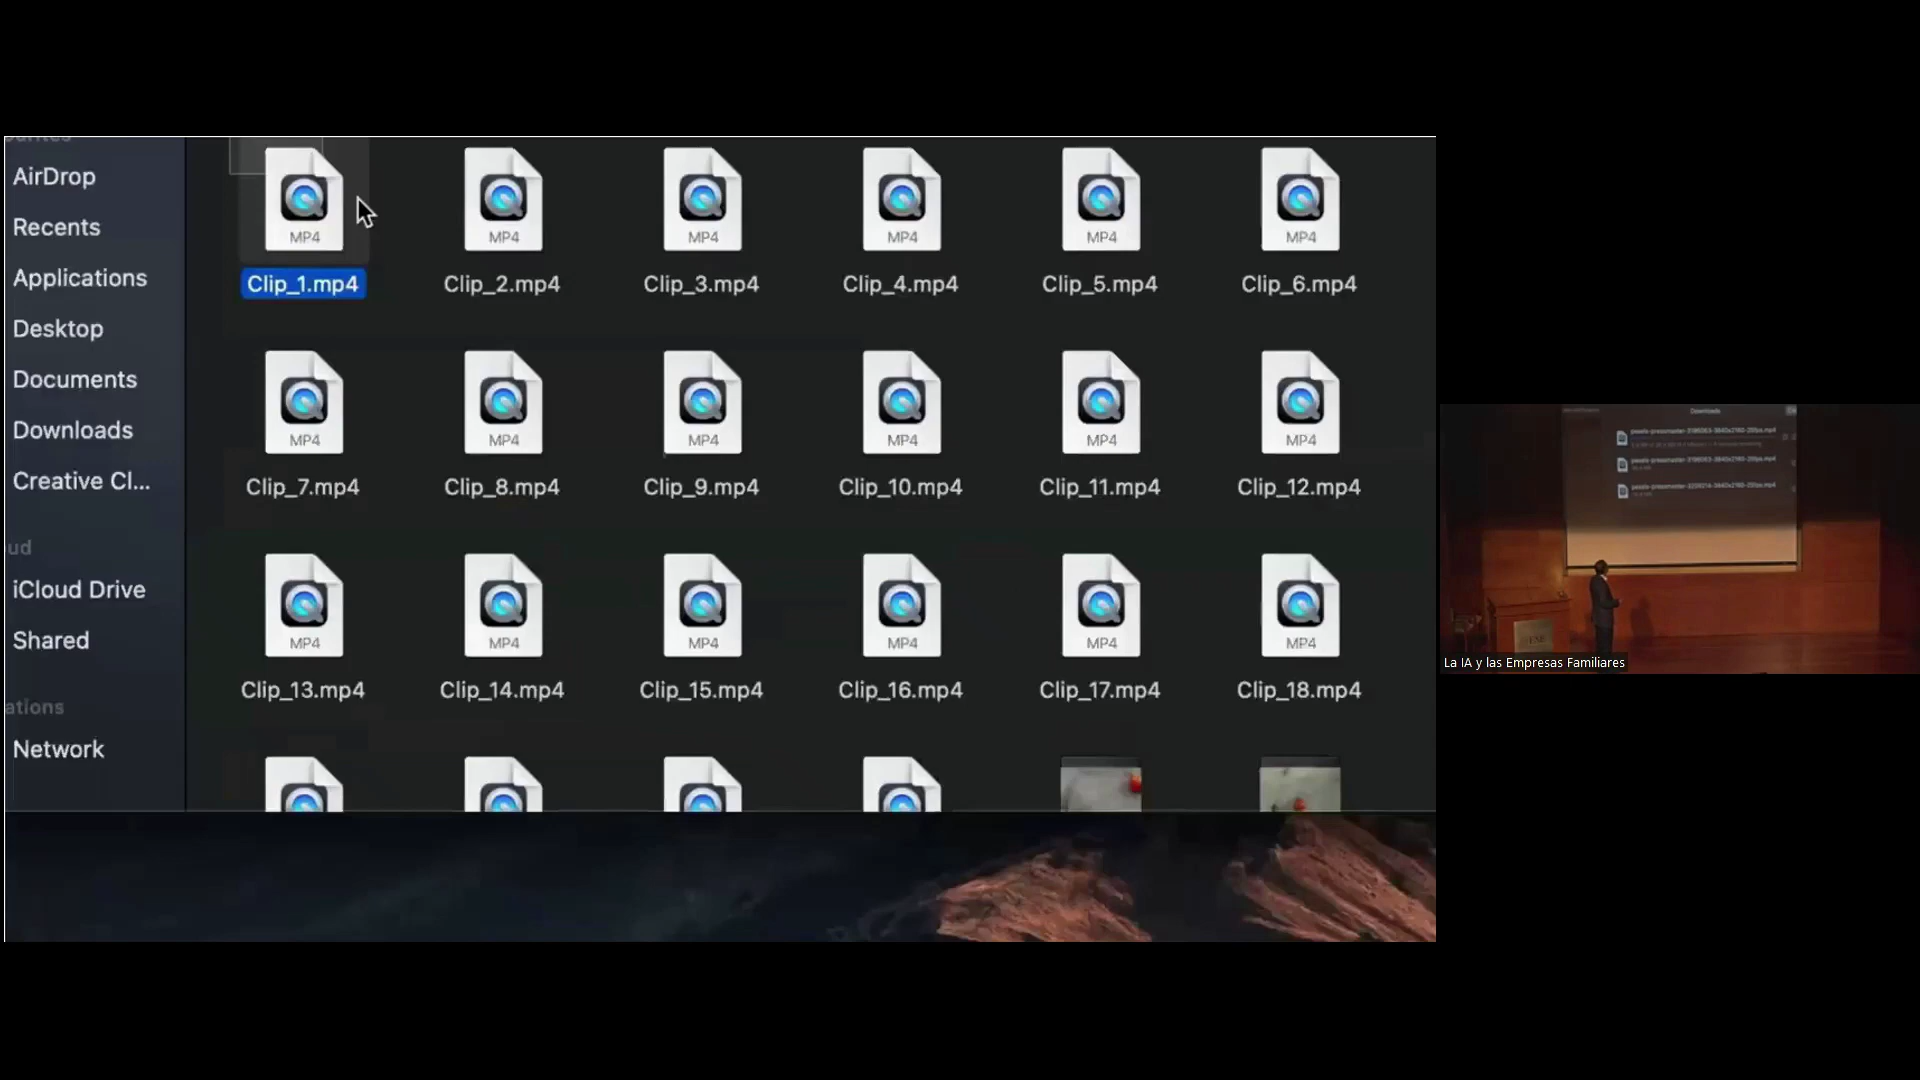 AirDrop
Recents
Applications
Desktop
Documents
Downloads
Creative Cl...
iCloud Drive
Shared
Network
MP4 MP4 MP4 MP4 MP4 MP4
Clip_1.mp4 Clip_2.mp4 Clip_3.mp4 Clip_4.mp4 Clip_5.mp4 Clip_6.mp4
MP4 MP4 MP4 MP4 MP4 MP4
Clip_7.mp4 Clip_8.mp4 Clip_9.mp4 Clip_10.mp4 Clip_11.mp4 Clip_12.mp4
MP4 MP4 MP4 MP4 MP4 MP4
Clip_13.mp4 Clip_14.mp4 Clip_15.mp4 Clip_16.mp4 Clip_17.mp4 Clip_18.mp4
Downloads
La IA y las Empresas Familiares